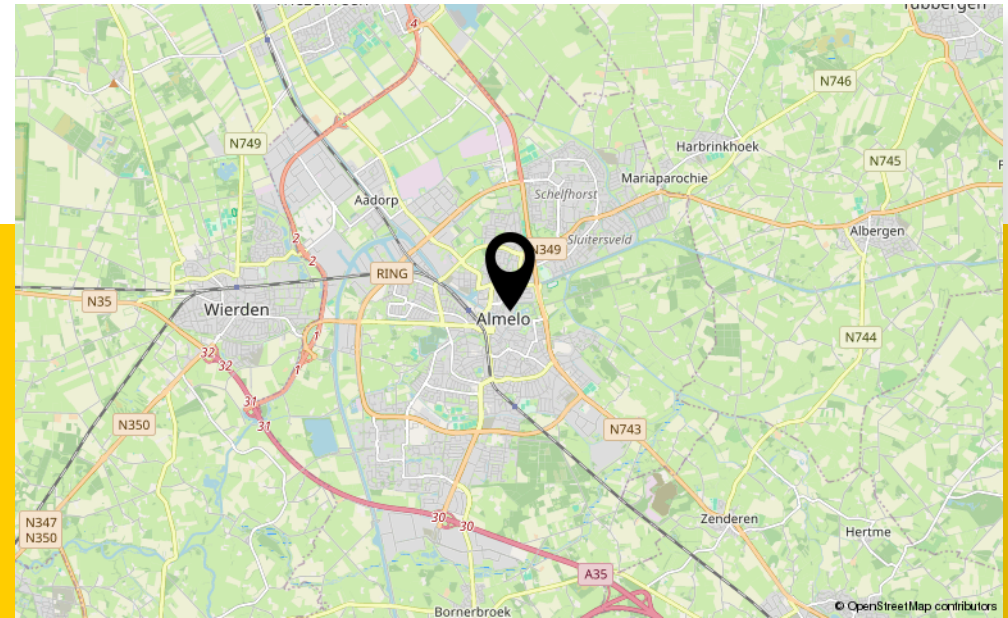 Tubbergen
4
N746
N749
Harbrinkhoek
N745
Mariaparochie
Schelfhorst
Aadorp
Albergen
Sluitersveld
2
N349
2
RING
N35
Wierden
Almelo
1
N744
32
32
1
31
N350
31
N743
30
30
Zenderen
N347
N350
Hertme
A35
Bornerbroek
© OpenStreetMap contributors